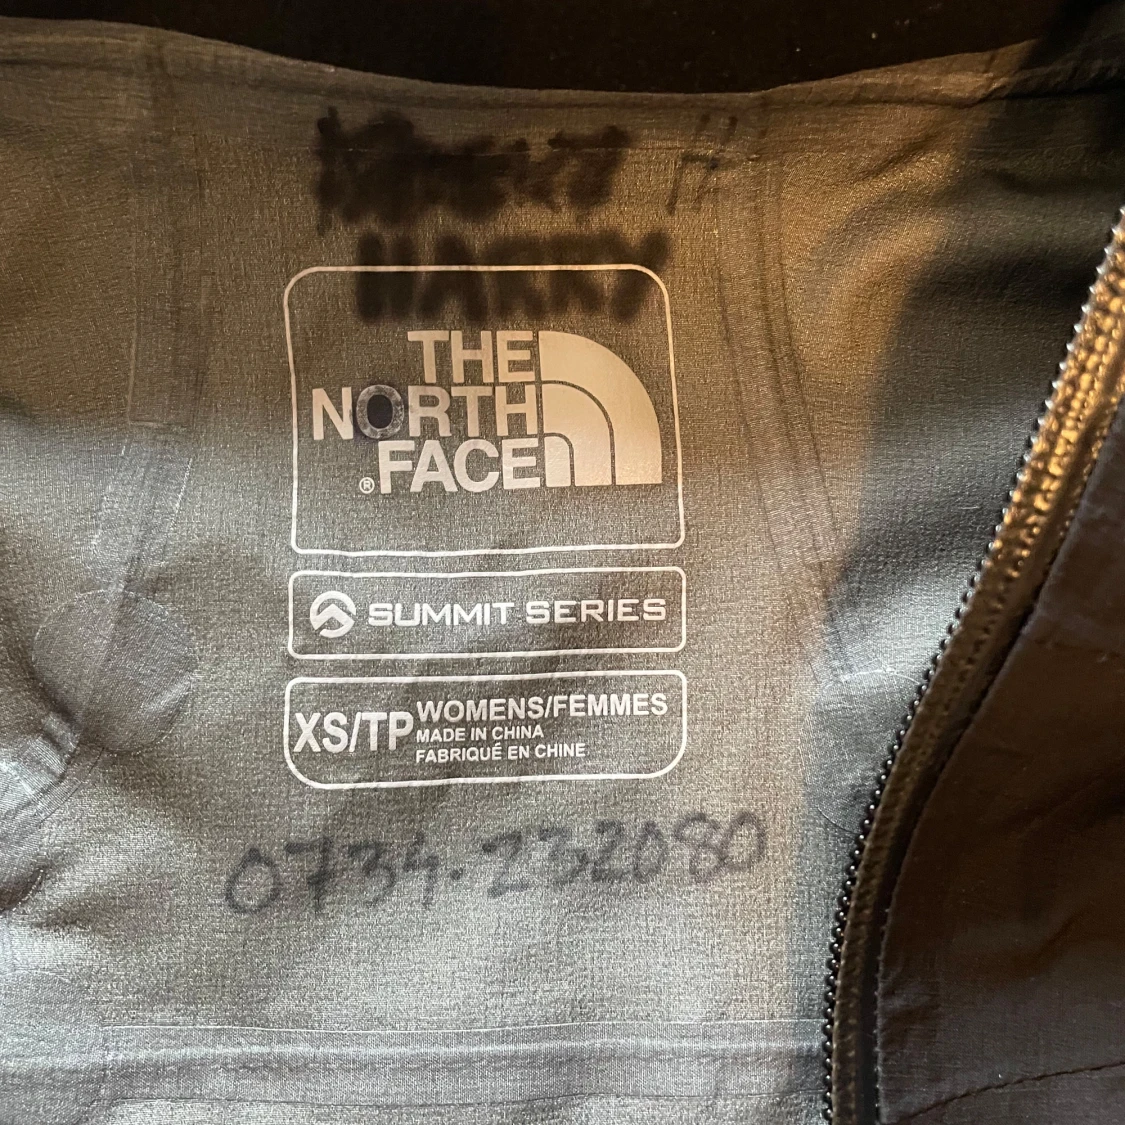 HARRY
THE
NORTH
FACE
®
SUMMIT SERIES
XS/TP
WOMENS/FEMMES
MADE IN CHINA
FABRIQUÉ EN CHINE
0734.232080